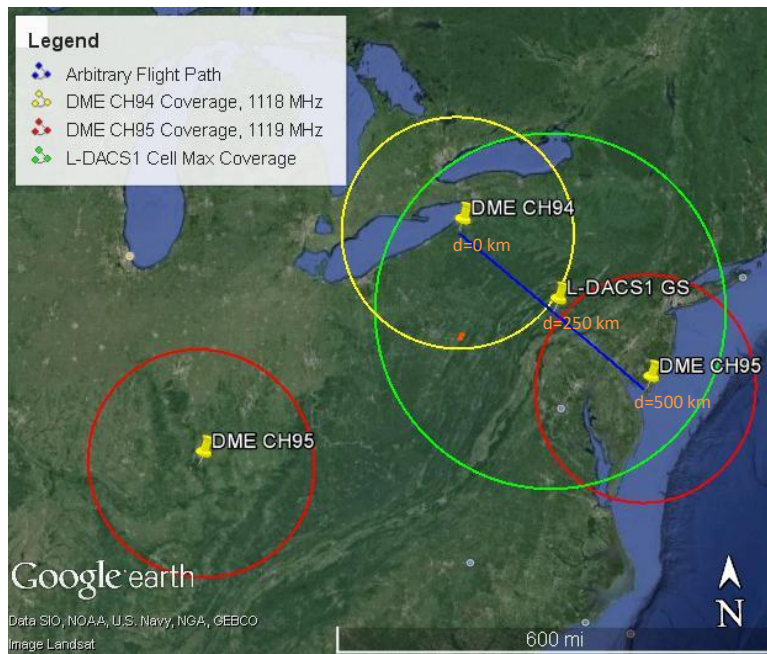 Legend
Arbitrary Flight Path
DME CH94 Coverage, 1118 MHz
DME CH95 Coverage, 1119 MHz
L-DACS1 Cell Max Coverage
DME CH94
d=0 km
L-DACS1 GS
d=250 km
DME CH95
d=500 km
DME CH95
Google earth
Data SIO, NOAA, U.S. Navy, NGA, GEBCO
Image Landsat
600 mi
N